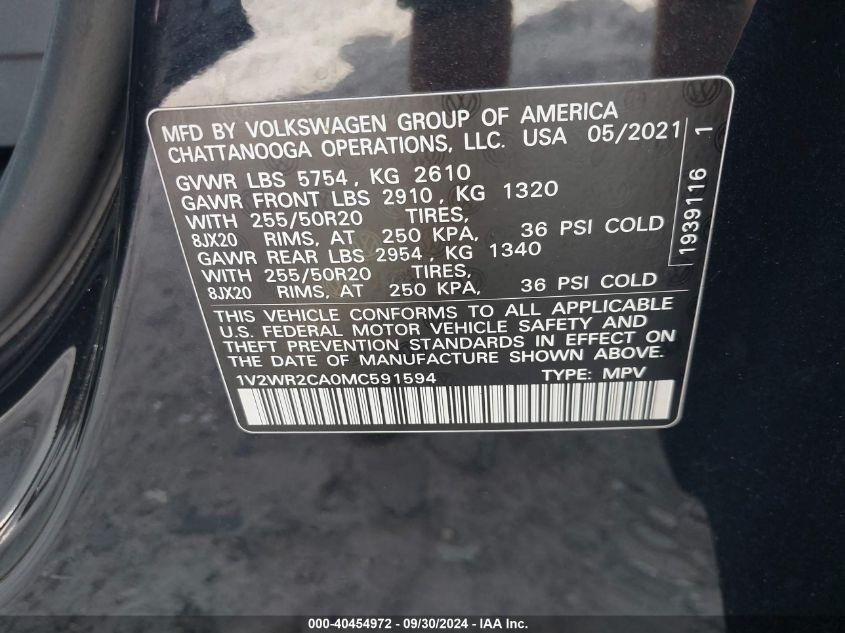 MFD BY VOLKSWAGEN GROUP OF AMERICA
CHATTANOOGA OPERATIONS, LLC. USA 05/2021
GVWR LBS 5754, KG 2610
GAWR FRONT LBS 2910, KG 1320
WITH 255/50R20 TIRES,
8JX20 RIMS, AT 250 KPA, 36 PSI COLD
GAWR REAR LBS 2954, KG 1340
WITH 255/50R20 TIRES,
8JX20 RIMS, AT 250 KPA, 36 PSI COLD
THIS VEHICLE CONFORMS TO ALL APPLICABLE
U.S. FEDERAL MOTOR VEHICLE SAFETY AND
THEFT PREVENTION STANDARDS IN EFFECT ON
THE DATE OF MANUFACTURE SHOWN ABOVE.
1V2WR2CA0MC591594 TYPE: MPV
1939116 1
000-40454972 - 09/30/2024 - IAA Inc.